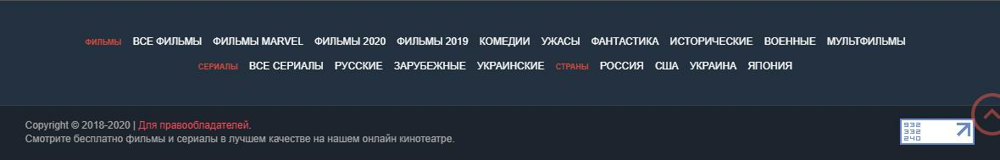 ФИЛЬМЫ ВСЕ ФИЛЬМЫ ФИЛЬМЫ MARVEL ФИЛЬМЫ 2020 ФИЛЬМЫ 2019 КОМЕДИИ УЖАСЫ ФАНТАСТИКА ИСТОРИЧЕСКИЕ ВОЕННЫЕ МУЛЬТФИЛЬМЫ
СЕРИАЛЫ ВСЕ СЕРИАЛЫ РУССКИЕ ЗАРУБЕЖНЫЕ УКРАИНСКИЕ СТРАНЫ РОССИЯ США УКРАИНА ЯПОНИЯ
Copyright © 2018-2020 | Для правообладателей.
Смотрите бесплатно фильмы и сериалы в лучшем качестве на нашем онлайн кинотеатре.
932
332
240